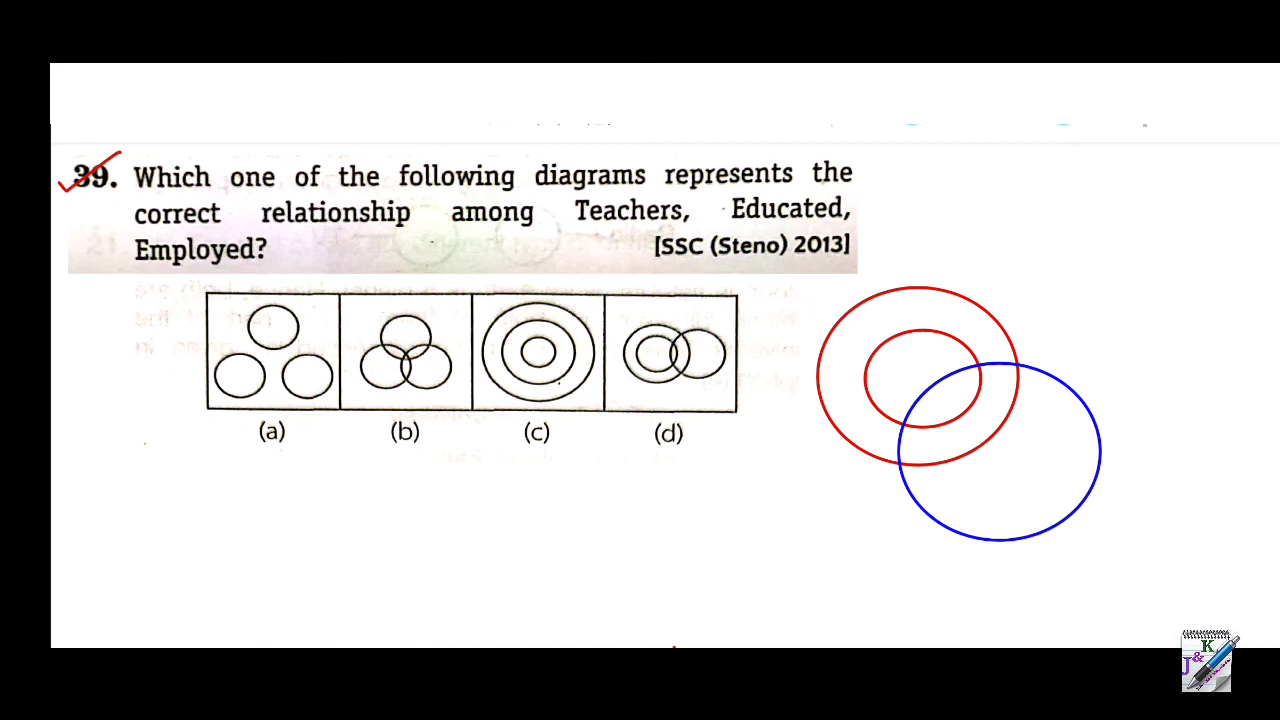 39. Which one of the following diagrams represents the
correct relationship among Teachers, Educated,
Employed? [SSC (Steno) 2013]
(a) (b) (c) (d)
J&K